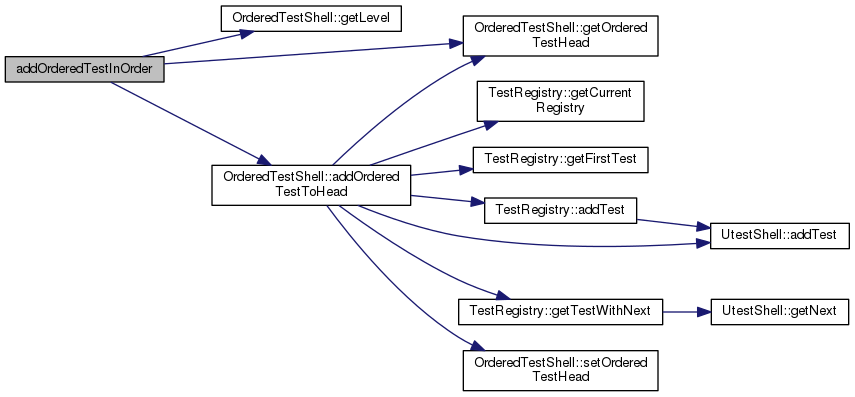 OrderedTestShell::getLevel
addOrderedTestInOrder
OrderedTestShell::getOrdered
TestHead
TestRegistry::getCurrent
Registry
TestRegistry::getFirstTest
OrderedTestShell::addOrdered
TestToHead
TestRegistry::addTest
UtestShell::addTest
TestRegistry::getTestWithNext
UtestShell::getNext
OrderedTestShell::setOrdered
TestHead